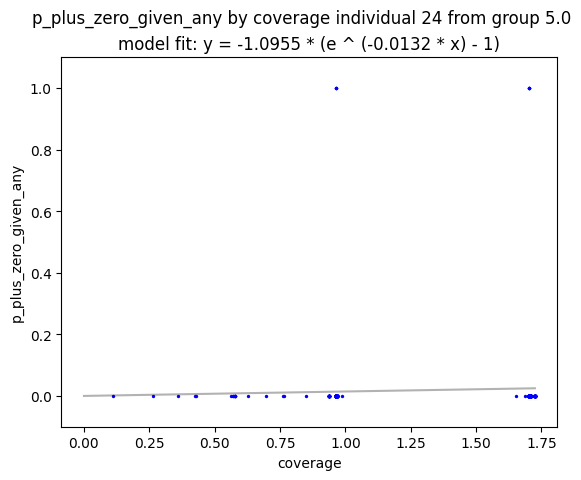 p_plus_zero_given_any by coverage individual 24 from group 5.0
model fit: y = -1.0955 * (e ^ (-0.0132 * x) - 1)
1.0
0.8
0.6
0.4
0.2
0.0
p_plus_zero_given_any
0.00 0.25 0.50 0.75 1.00 1.25 1.50 1.75
coverage